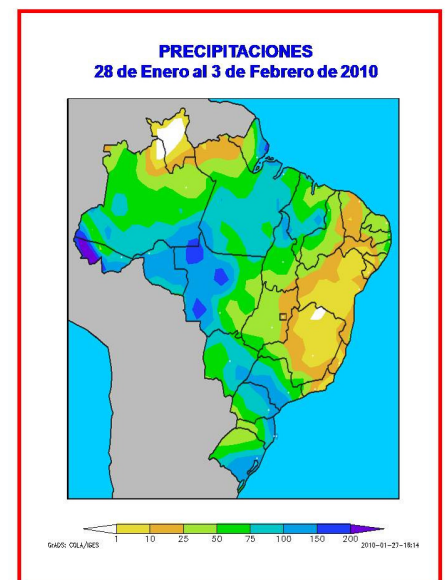 PRECIPITACIONES
28 de Enero al 3 de Febrero de 2010
1 10 25 50 75 100 150 200
GrADS: COLA/IGES 2010-01-27-18:14